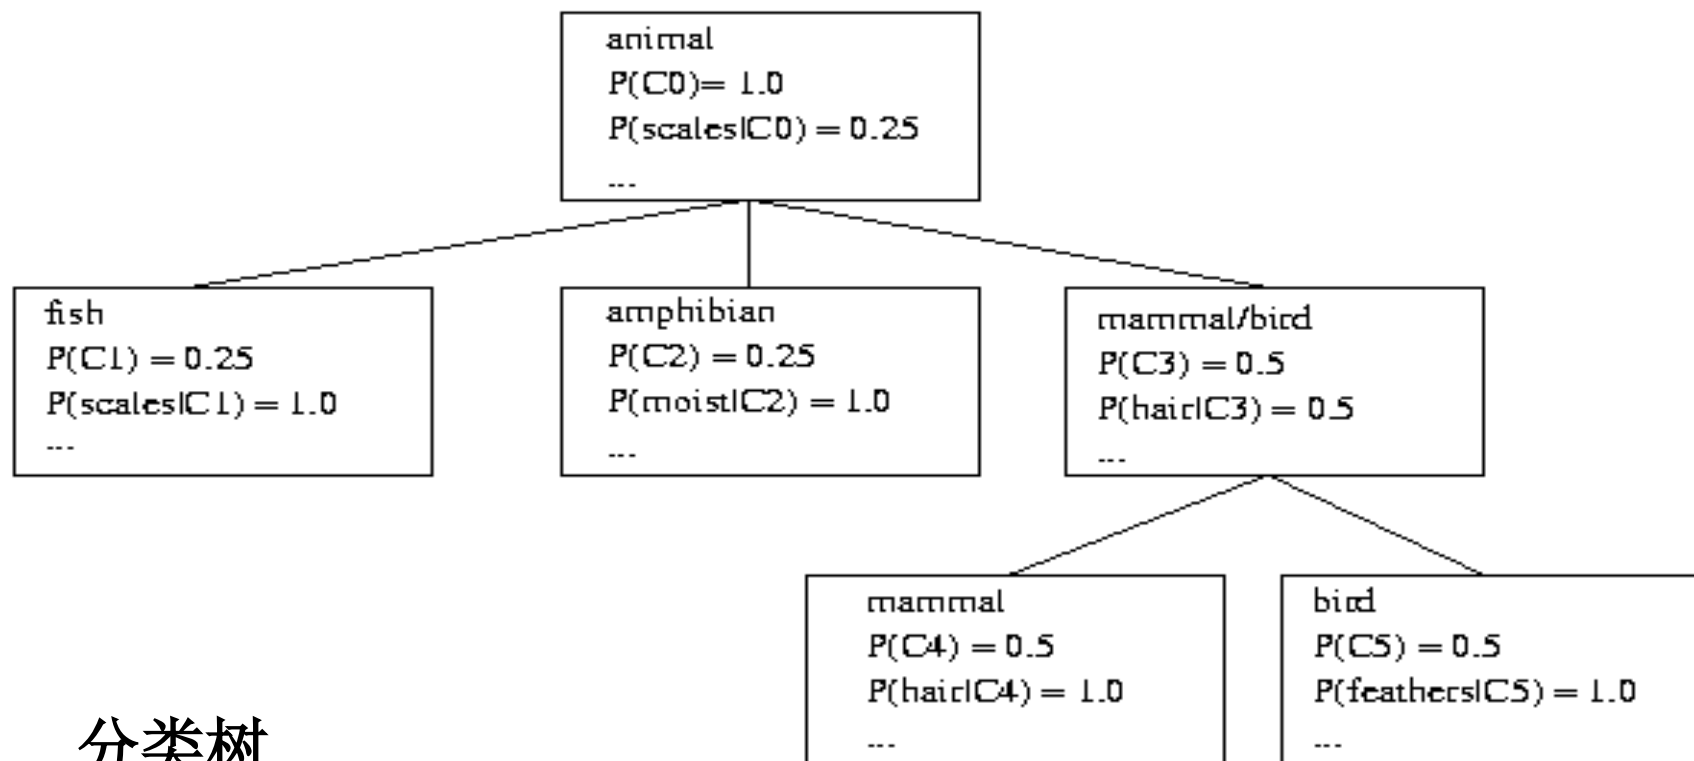 animal
P(C0)= 1.0
P(scales|C0) = 0.25
...
fish
P(C1) = 0.25
P(scales|C1) = 1.0
...
amphibian
P(C2) = 0.25
P(moist|C2) = 1.0
...
mammal/bird
P(C3) = 0.5
P(hair|C3) = 0.5
...
mammal
P(C4) = 0.5
P(hair|C4) = 1.0
...
bird
P(C5) = 0.5
P(feathers|C5) = 1.0
...
分类树